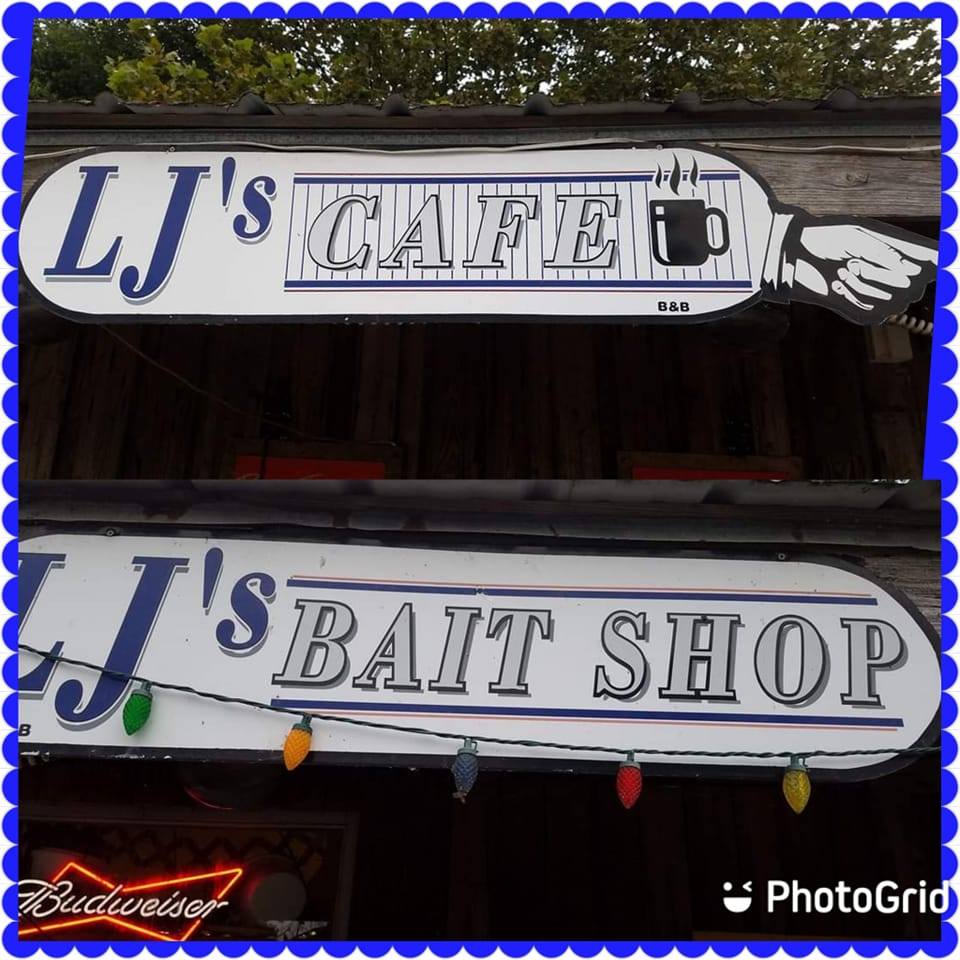 LJ's CAFE
B&B
LJ's BAIT SHOP
B
Budweiser
PhotoGrid